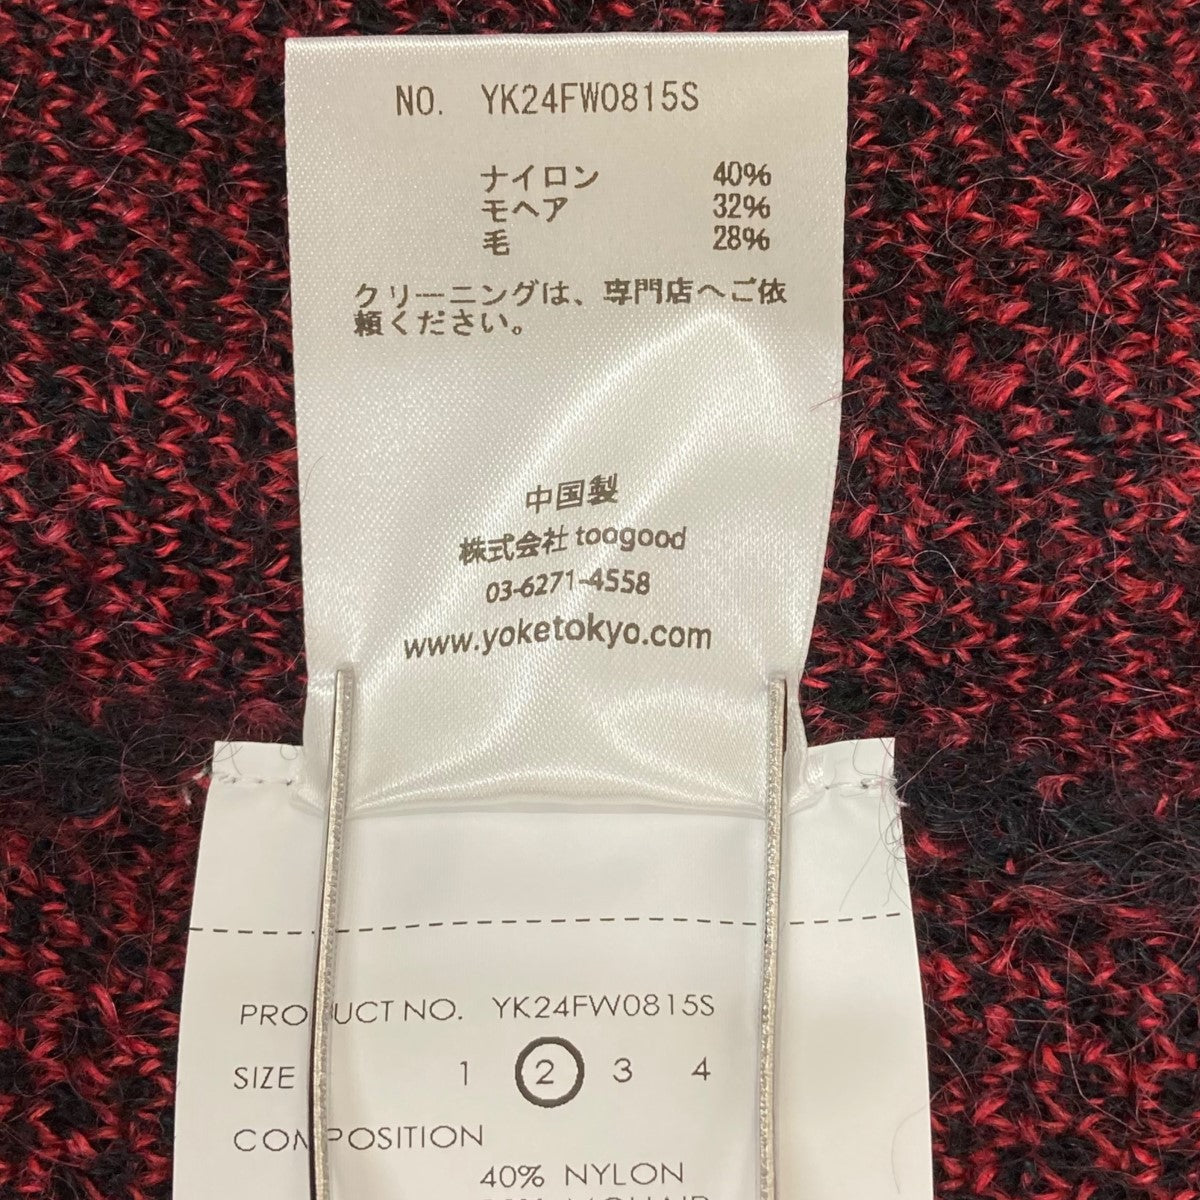 NO. YK24FW0815S
ナイロン 40%
モヘア 32%
毛 28%
クリーニングは、専門店へご依
頼ください。
中国製
株式会社 toogood
03-6271-4558
www.yoketokyo.com
PRODUCT NO. YK24FW0815S
SIZE 1 2 3 4
COMPOSITION
40% NYLON
MOHAIR